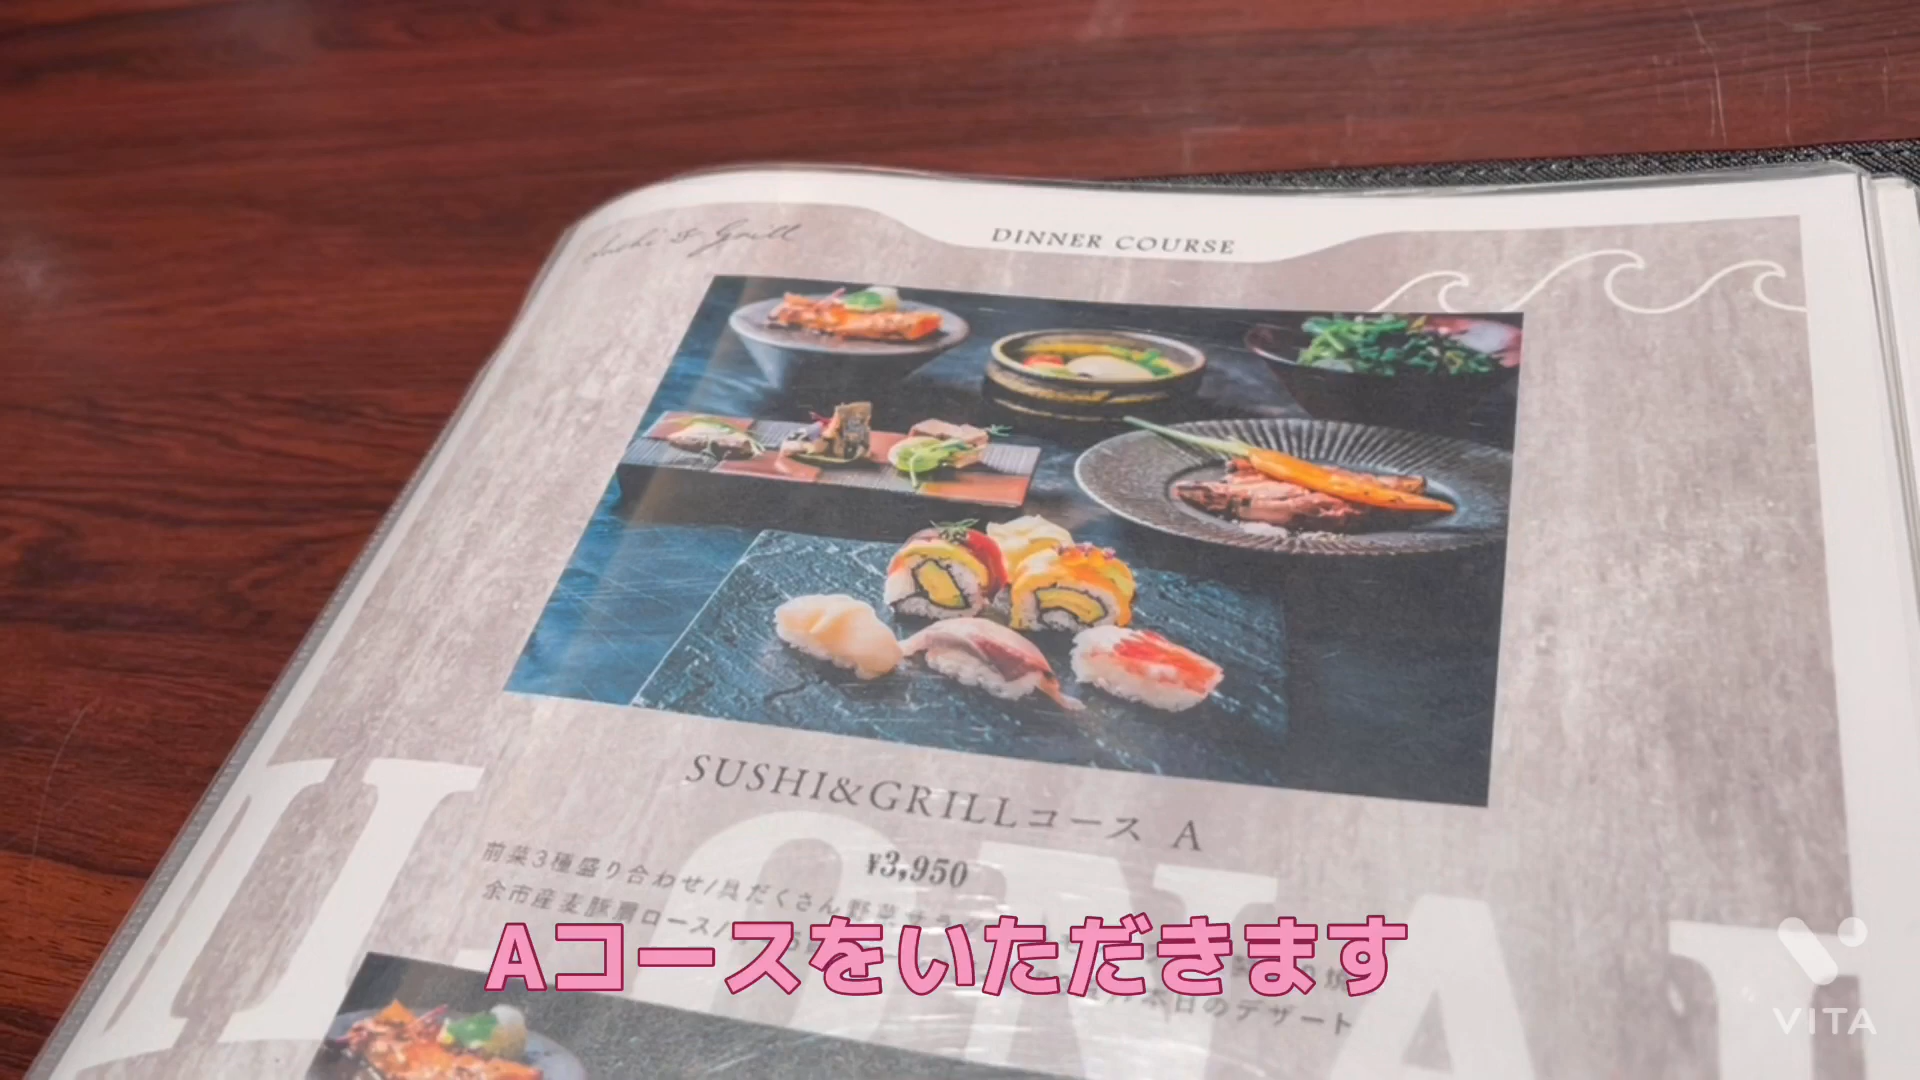 Sushi & Grill
DINNER COURSE
SUSHI&GRILLコース A
¥3,950
前菜3種盛り合わせ/具だくさん野菜サラダ
余市産麦豚肩ロース/
本日のデザート
Aコースをいただきます
VITA